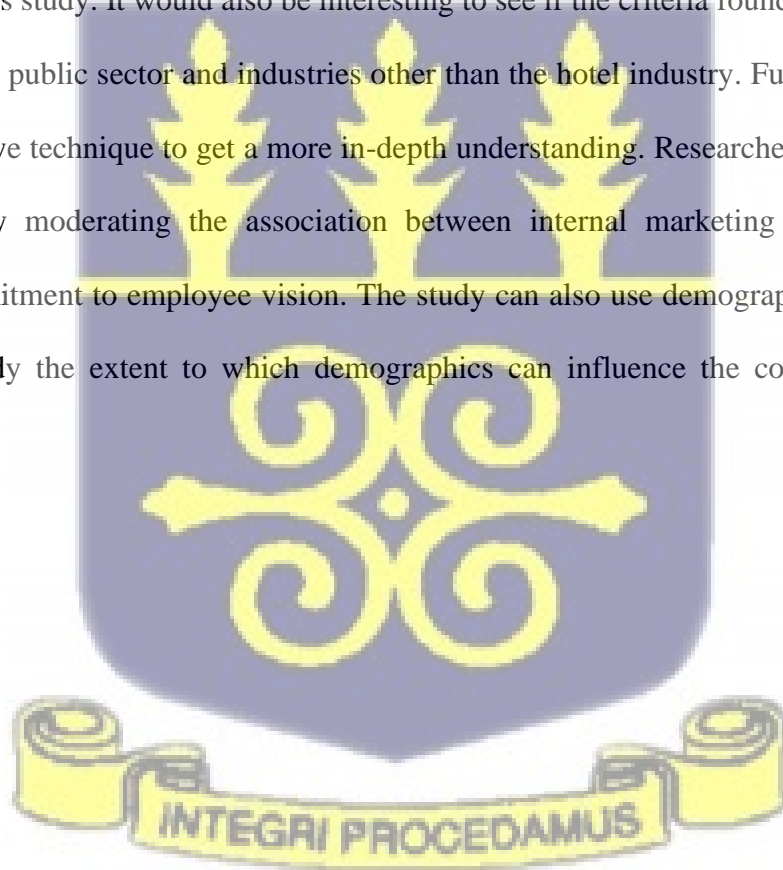 s study. It would also be interesting to see if the criteria found
public sector and industries other than the hotel industry. Fu
ve technique to get a more in-depth understanding. Researche
y moderating the association between internal marketing
itment to employee vision. The study can also use demograp
ly the extent to which demographics can influence the co
INTEGRI PROCEDAMUS